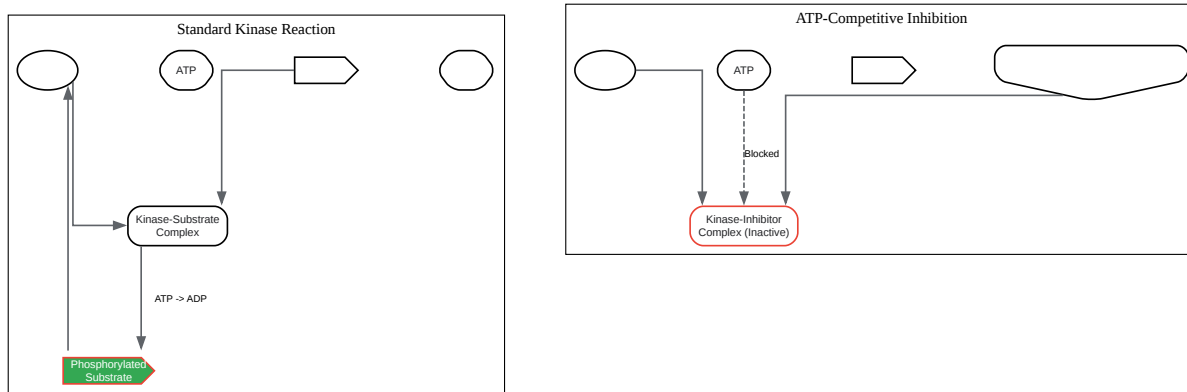 Standard Kinase Reaction
ATP
Kinase-Substrate
Complex
ATP -> ADP
Phosphorylated
Substrate
ATP-Competitive Inhibition
ATP
Blocked
Kinase-Inhibitor
Complex (Inactive)